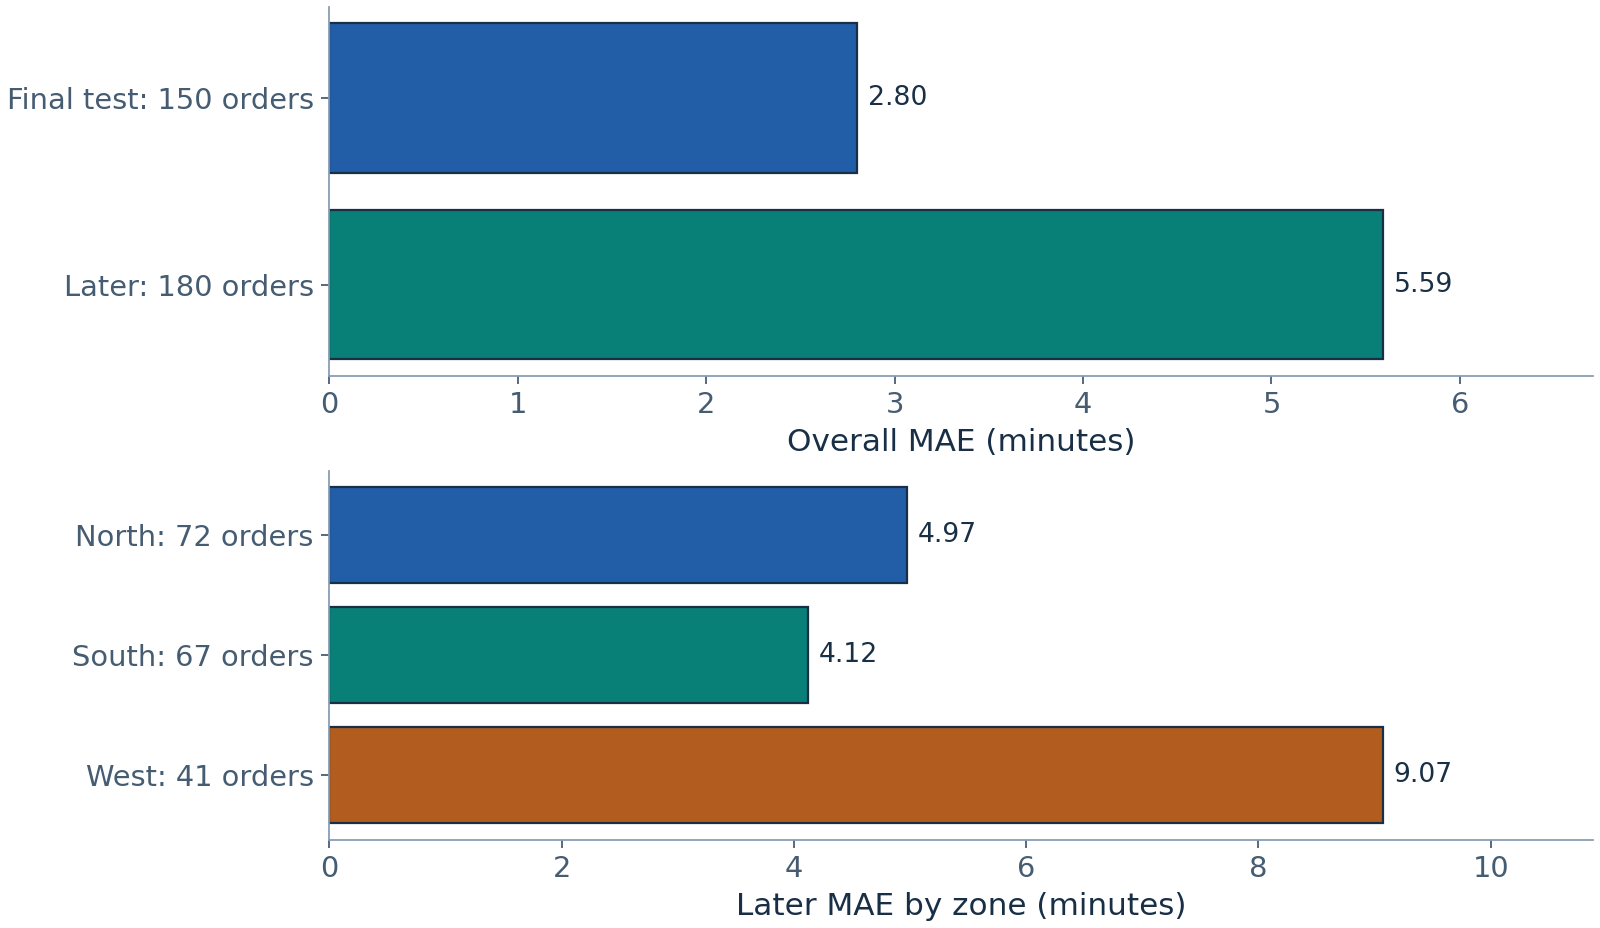 Final test: 150 orders
2.80
Later: 180 orders
5.59
0 1 2 3 4 5 6
Overall MAE (minutes)
North: 72 orders
4.97
South: 67 orders
4.12
West: 41 orders
9.07
0 2 4 6 8 10
Later MAE by zone (minutes)